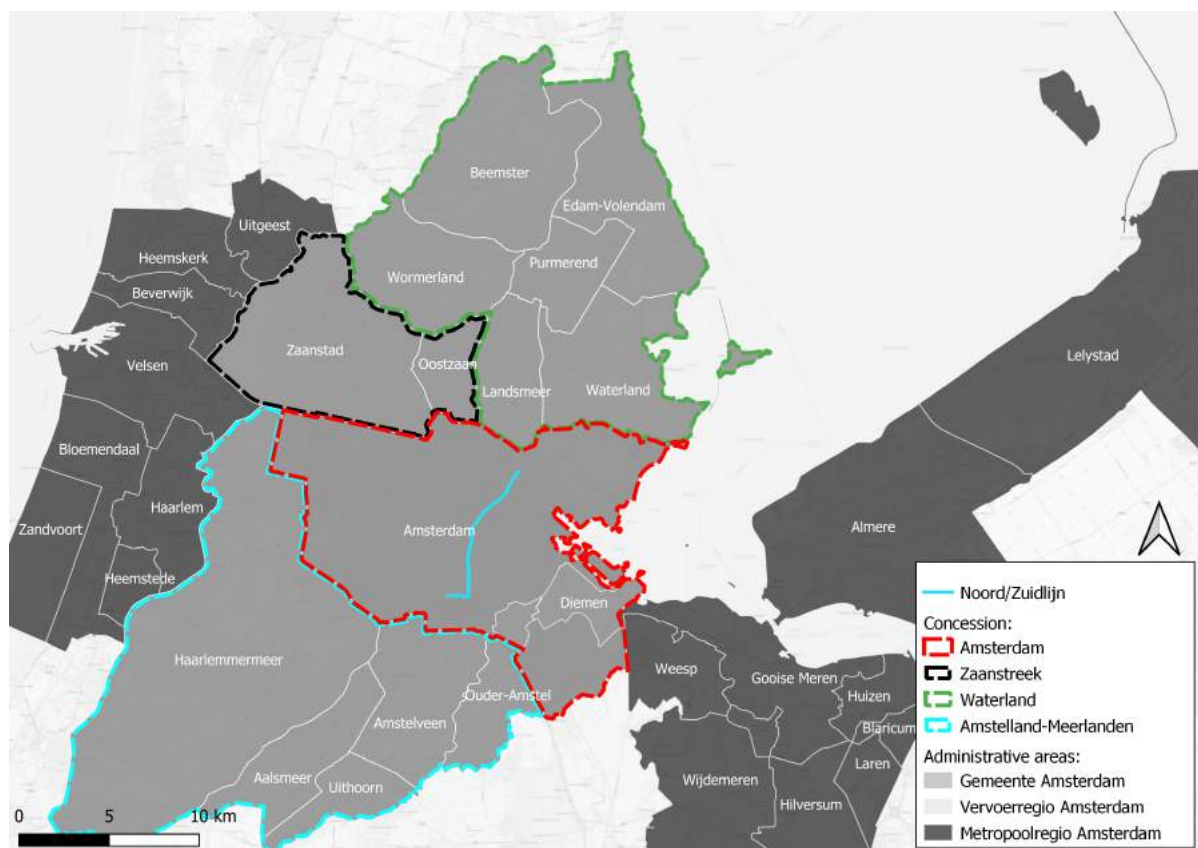 Beemster
Edam-Volendam
Uitgeest
Heemskerk
Purmerend
Wormerland
Beverwijk
Zaanstad
Oostzaan
Lelystad
Velsen
Landsmeer
Waterland
Bloemendaal
Haarlem
Zandvoort
Amsterdam
Almere
Heemstede
Diemen
Haarlemmermeer
Weesp
Gooise Meren
Ouder-Amstel
Huizen
Amstelveen
Blaricum
Laren
Aalsmeer
Uithoorn
Wijdemeren
Hilversum
0 5 10 km
Noord/Zuidlijn
Concession:
Amsterdam
Zaanstreek
Waterland
Amstelland-Meerlanden
Administrative areas:
Gemeente Amsterdam
Vervoerregio Amsterdam
Metropoolregio Amsterdam